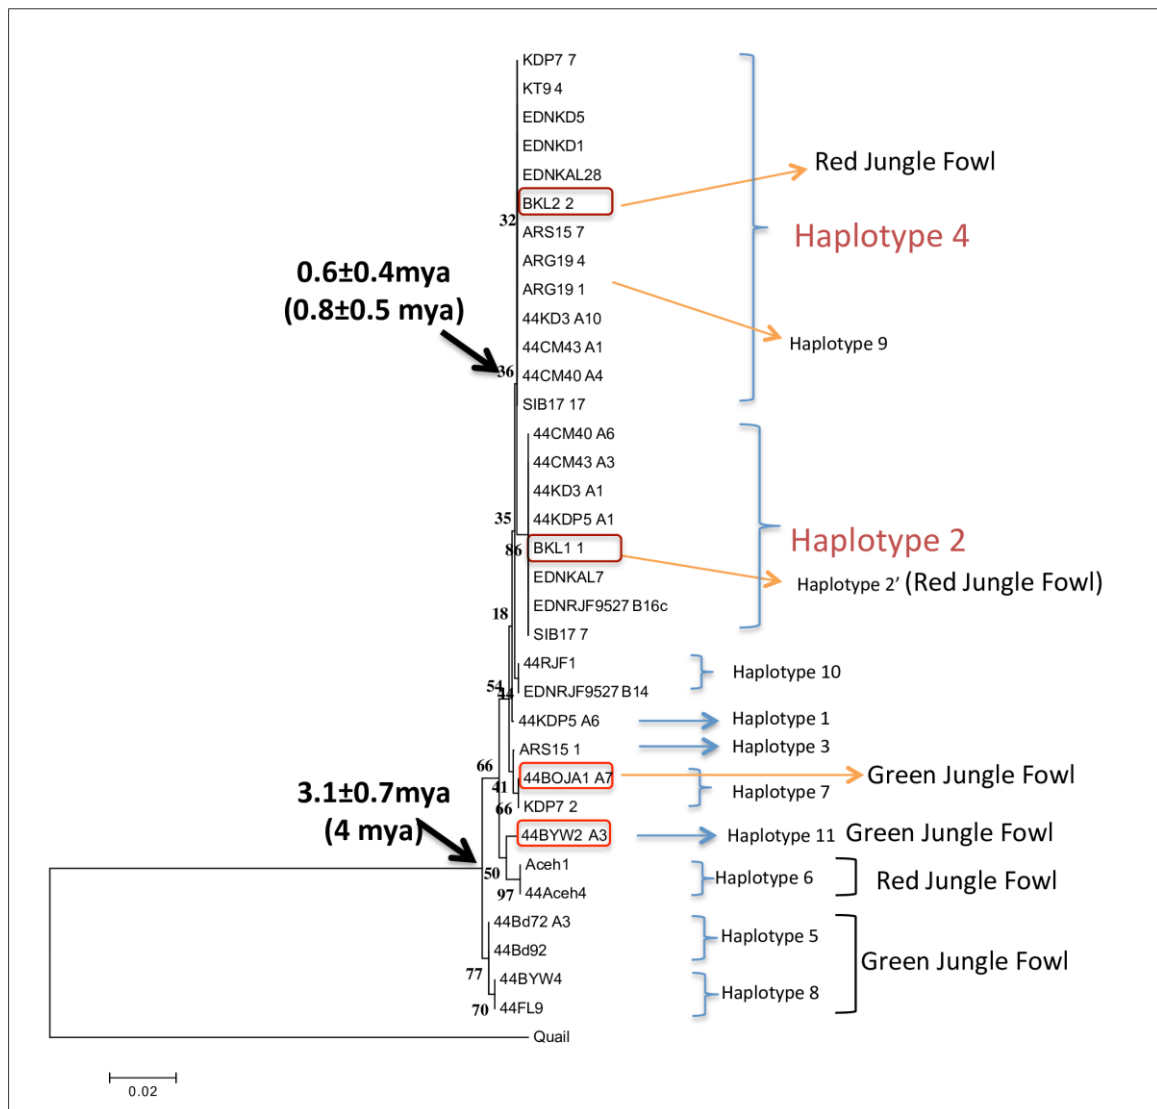 KDP7 7
KT9 4
EDNKD5
EDNKD1
EDNKAL28
Red Jungle Fowl
BKL2 2
32
ARS15 7
Haplotype 4
ARG19 4
0.6±0.4mya
(0.8±0.5 mya)
ARG19 1
44KD3 A10
Haplotype 9
44CM43 A1
36
44CM40 A4
SIB17 17
44CM40 A6
44CM43 A3
44KD3 A1
35
44KDP5 A1
Haplotype 2
86
BKL1 1
EDNKAL7
Haplotype 2’ (Red Jungle Fowl)
EDNRJF9527 B16c
18
SIB17 7
44RJF1
Haplotype 10
54
44
EDNRJF9527 B14
44KDP5 A6
Haplotype 1
ARS15 1
Haplotype 3
66
44BOJA1 A7
Green Jungle Fowl
41
3.1±0.7mya
(4 mya)
Haplotype 7
66
KDP7 2
44BYW2 A3
Haplotype 11 Green Jungle Fowl
Aceh1
50
Haplotype 6
Red Jungle Fowl
97
44Aceh4
44Bd72 A3
Haplotype 5
44Bd92
Green Jungle Fowl
77
44BYW4
Haplotype 8
70
44FL9
Quail
0.02